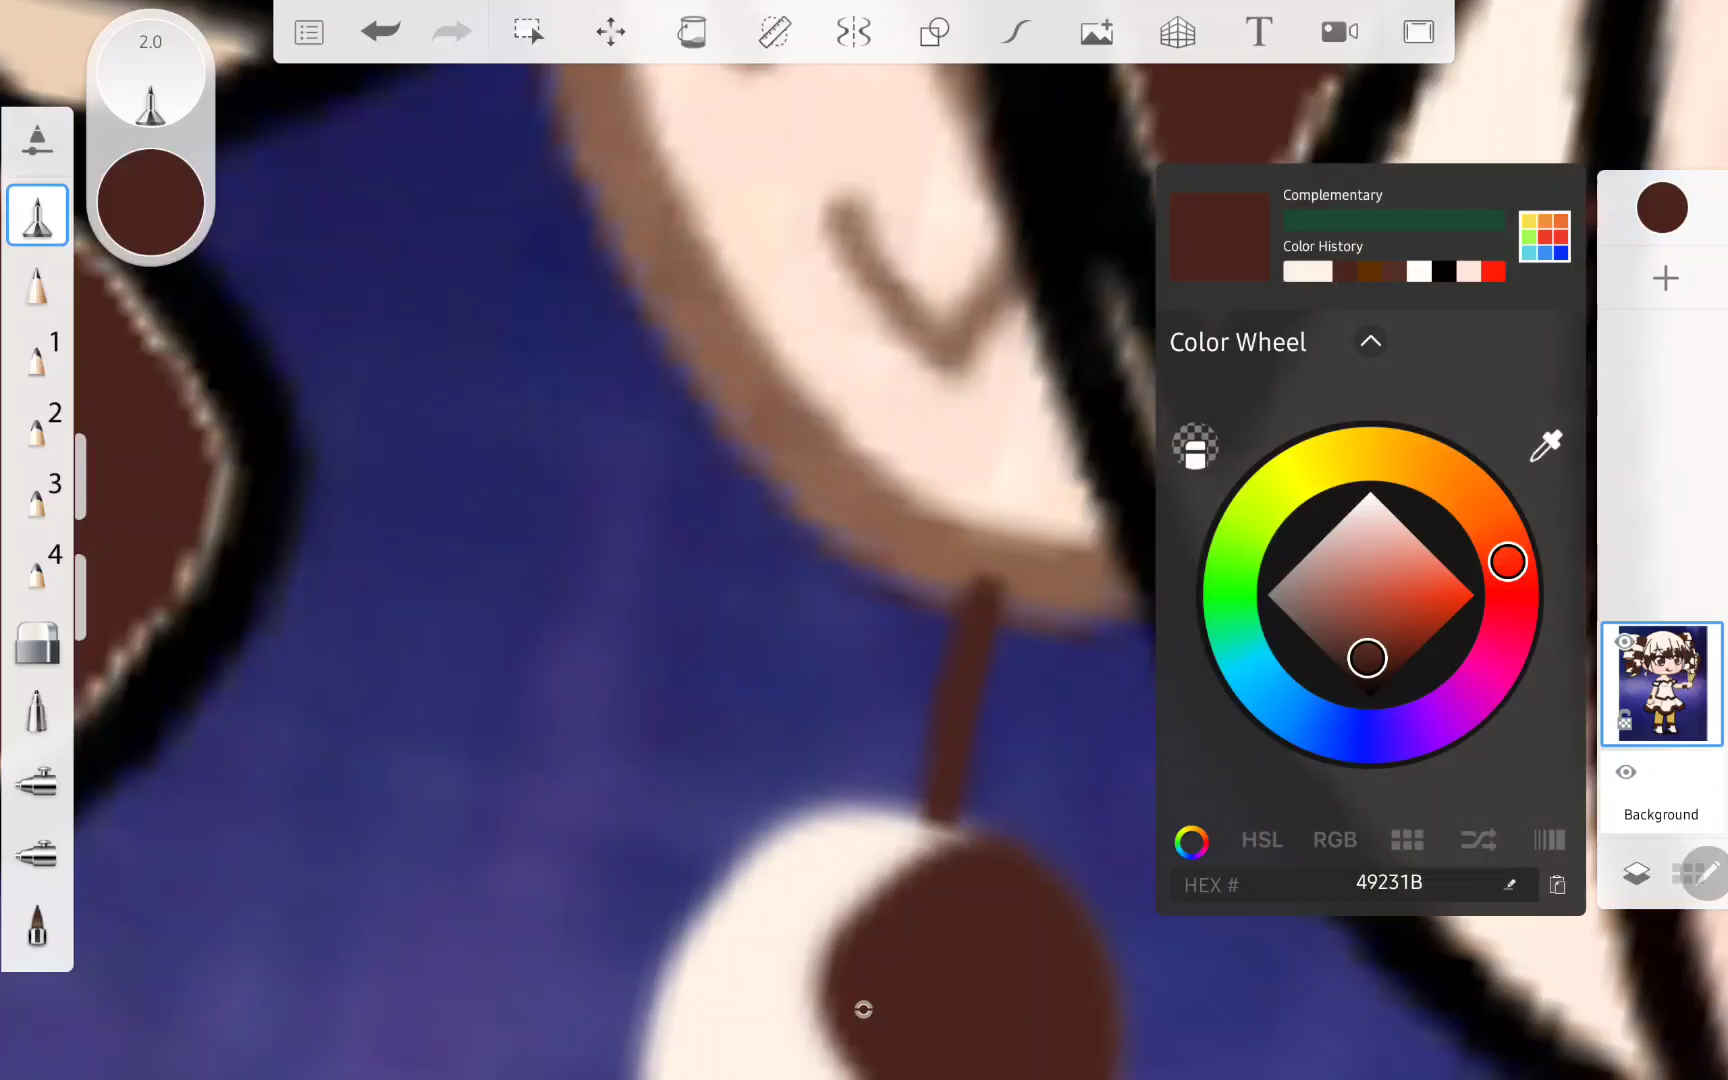 2.0
T
1
2
3
4
Complementary
Color History
Color Wheel
HSL RGB
HEX # 49231B
Background